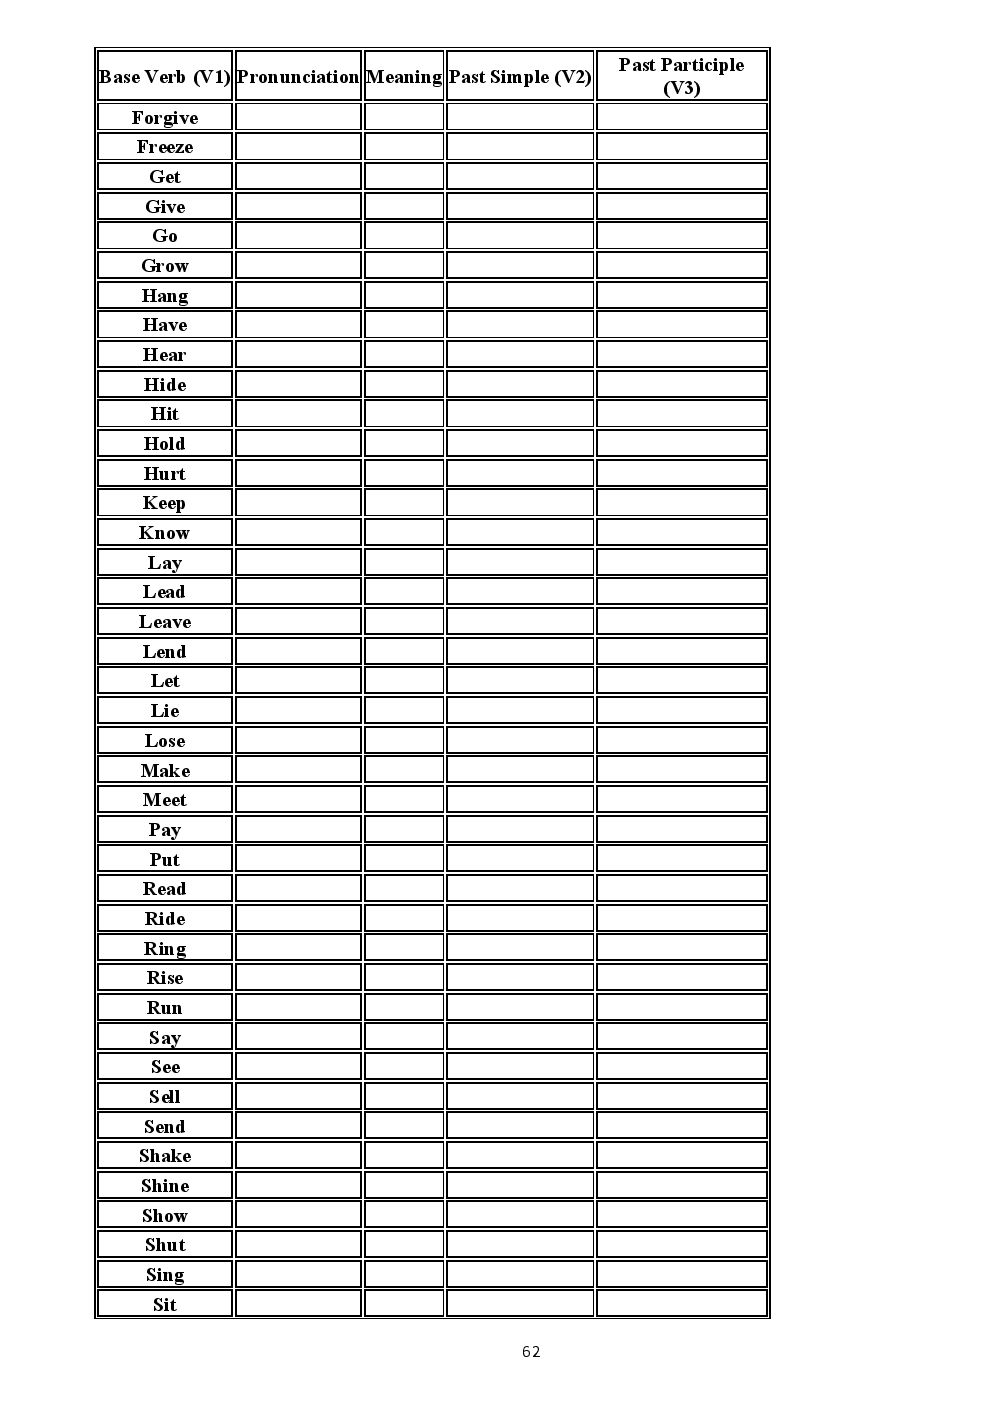 Base Verb (V1) Pronunciation Meaning Past Simple (V2) Past Participle (V3)
Forgive
Freeze
Get
Give
Go
Grow
Hang
Have
Hear
Hide
Hit
Hold
Hurt
Keep
Know
Lay
Lead
Leave
Lend
Let
Lie
Lose
Make
Meet
Pay
Put
Read
Ride
Ring
Rise
Run
Say
See
Sell
Send
Shake
Shine
Show
Shut
Sing
Sit
62